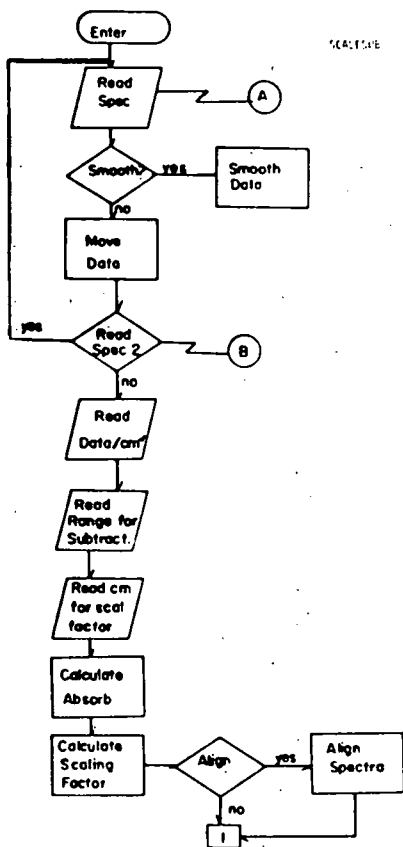 Enter
Read
Spec
A
Smooth?
yes
Smooth
Data
no
Move
Data
yes
Read
Spec 2
B
no
Read
Data/cm⁻¹
Read
Range for
Subtract.
Read cm
for scal
factor
Calculate
Absorb
Calculate
Scaling
Factor
Align
yes
Align
Spectra
no
1